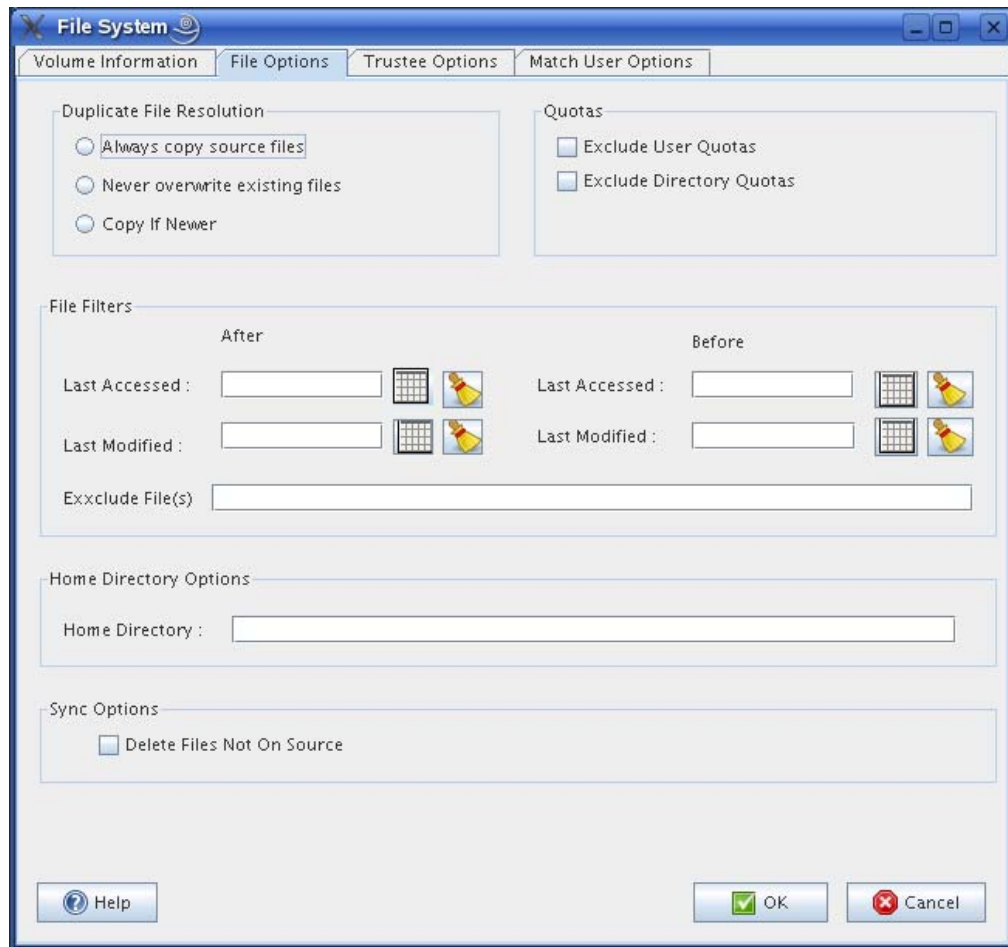 File System
Volume Information File Options Trustee Options Match User Options
Duplicate File Resolution
Always copy source files
Never overwrite existing files
Copy If Newer
Quotas
Exclude User Quotas
Exclude Directory Quotas
File Filters
After
Before
Last Accessed :
Last Accessed :
Last Modified :
Last Modified :
Exxclude File(s)
Home Directory Options
Home Directory :
Sync Options
Delete Files Not On Source
Help
OK
Cancel